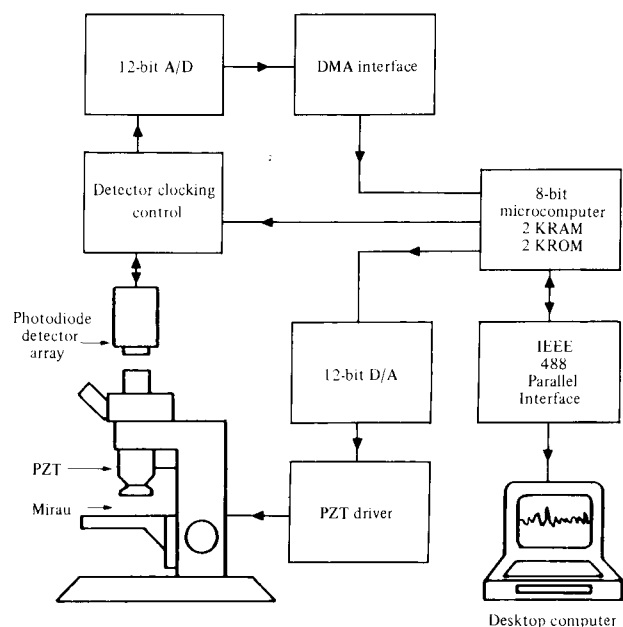 12-bit A/D
DMA interface
Detector clocking
control
8-bit
microcomputer
2 KRAM
2 KROM
Photodiode
detector
array
12-bit D/A
IEEE
488
Parallel
Interface
PZT
Mirau
PZT driver
Desktop computer